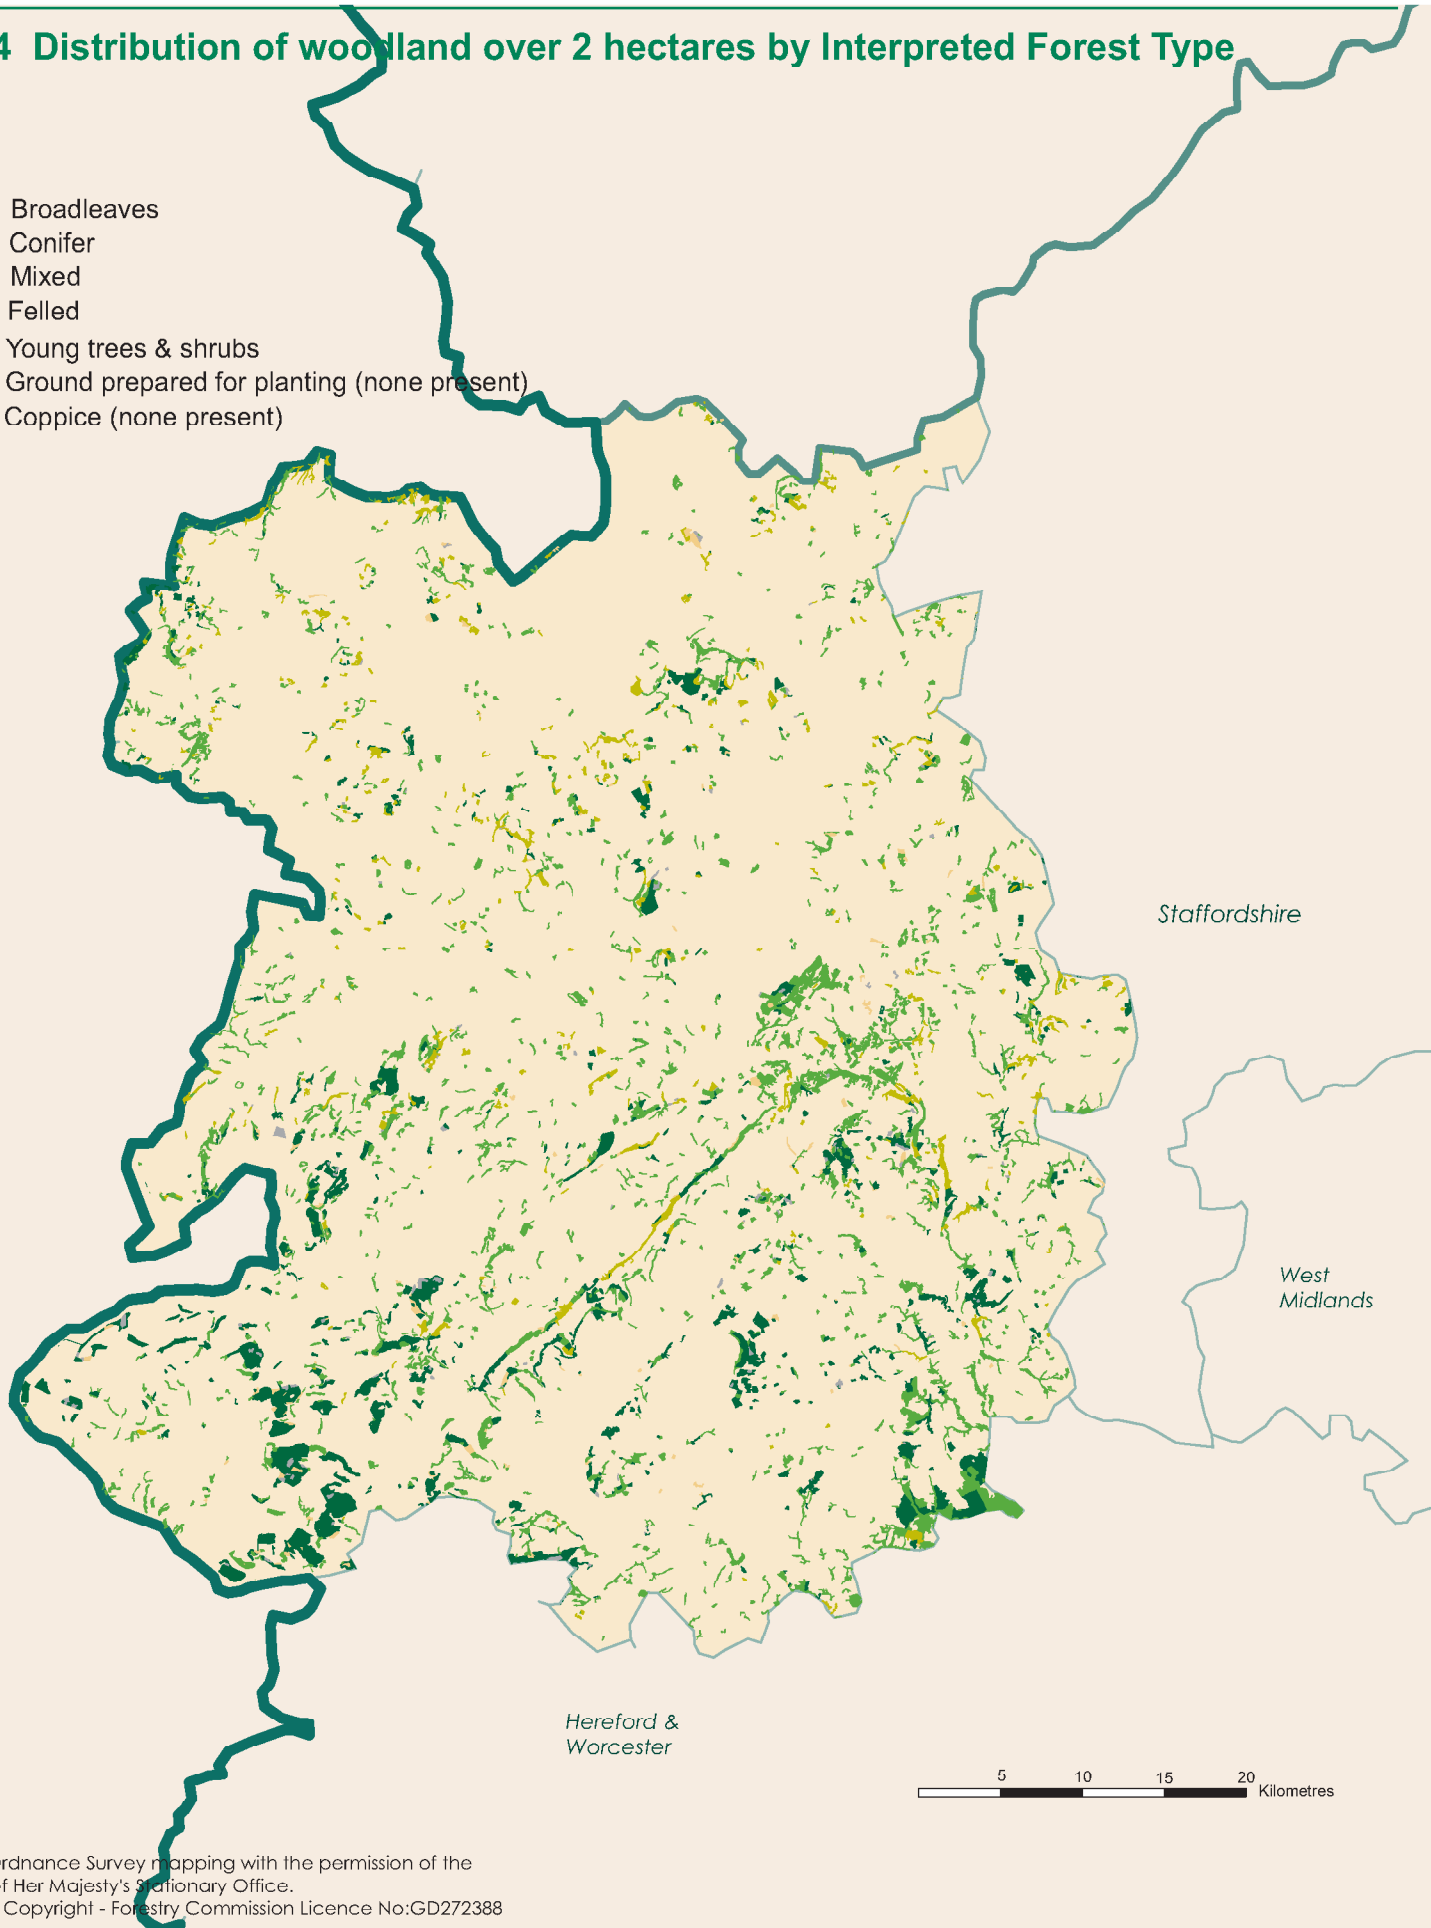 4 Distribution of woodland over 2 hectares by Interpreted Forest Type
Broadleaves
Conifer
Mixed
Felled
Young trees & shrubs
Ground prepared for planting (none present)
Coppice (none present)
Staffordshire
West
Midlands
Hereford &
Worcester
5 10 15 20
Kilometres
rdnance Survey mapping with the permission of the
f Her Majesty's Stationary Office.
Copyright - Forestry Commission Licence No:GD272388